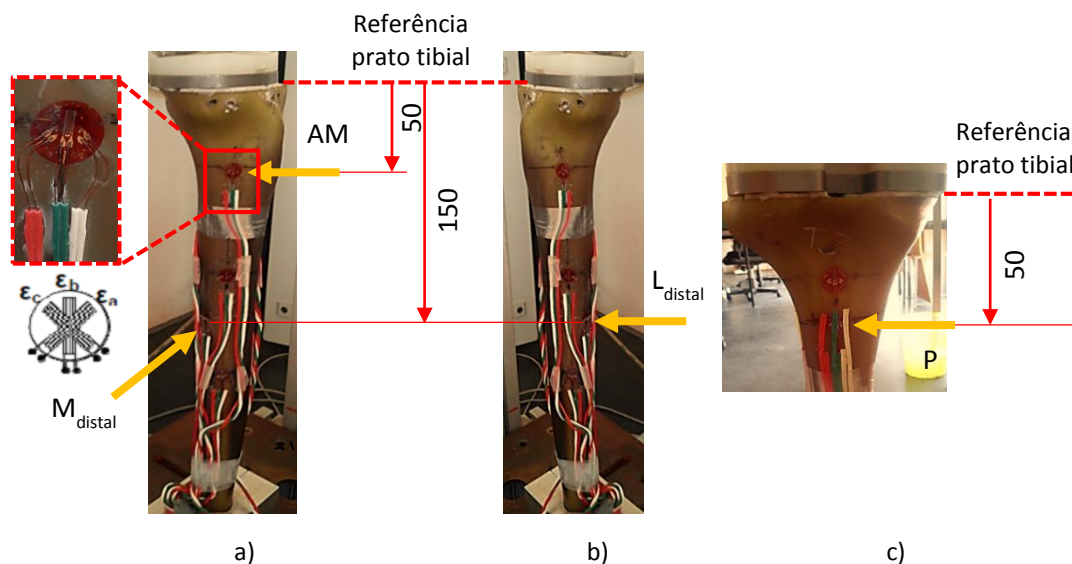 Referência
prato tibial
50
AM
150
εc
εb
εa
Mdistal
Ldistal
Referência
prato tibial
50
P
a)
b)
c)